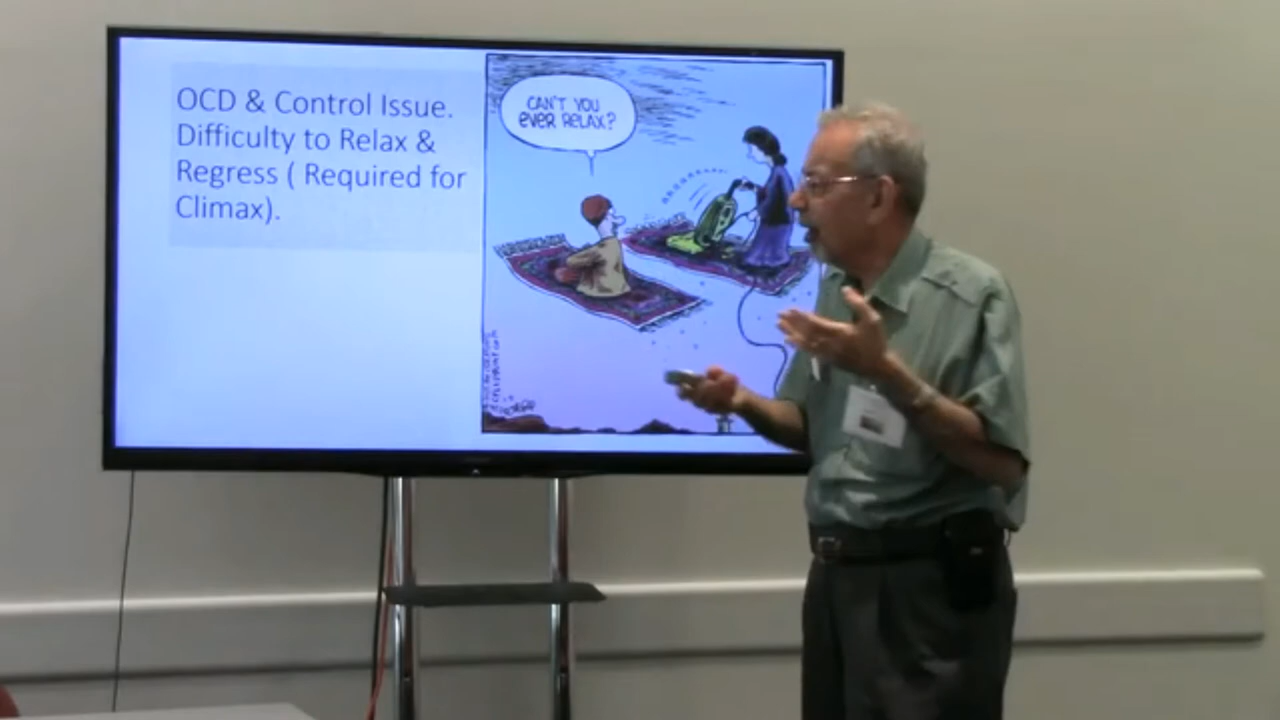 OCD & Control Issue.
Difficulty to Relax &
Regress ( Required for
Climax).
CAN'T YOU
EVER RELAX?